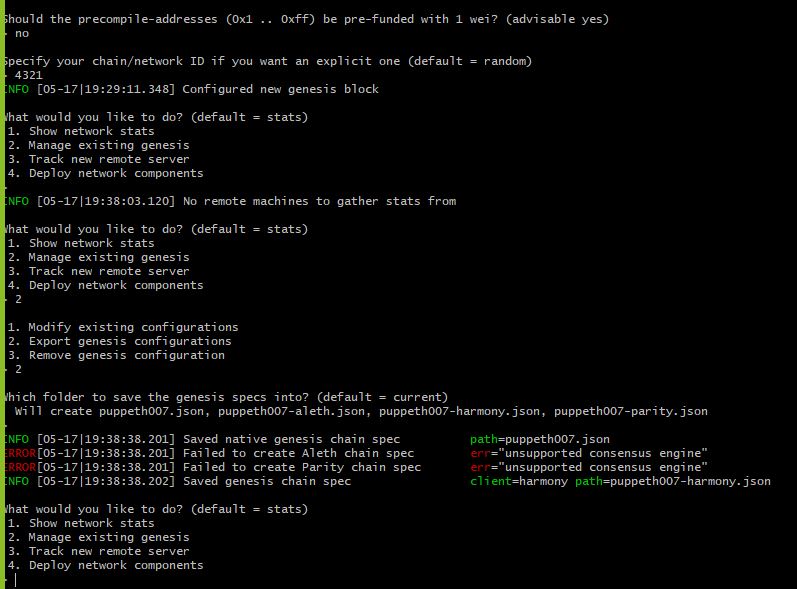 Should the precompile-addresses (0x1 .. 0xff) be pre-funded with 1 wei? (advisable yes)
> no
Specify your chain/network ID if you want an explicit one (default = random)
> 4321
INFO [05-17|19:29:11.348] Configured new genesis block
What would you like to do? (default = stats)
1. Show network stats
2. Manage existing genesis
3. Track new remote server
4. Deploy network components
>
INFO [05-17|19:38:03.120] No remote machines to gather stats from
What would you like to do? (default = stats)
1. Show network stats
2. Manage existing genesis
3. Track new remote server
4. Deploy network components
> 2
1. Modify existing configurations
2. Export genesis configurations
3. Remove genesis configuration
> 2
Which folder to save the genesis specs into? (default = current)
Will create puppeth007.json, puppeth007-aleth.json, puppeth007-harmony.json, puppeth007-parity.json
>
INFO [05-17|19:38:38.201] Saved native genesis chain spec path=puppeth007.json
ERROR[05-17|19:38:38.201] Failed to create Aleth chain spec err="unsupported consensus engine"
ERROR[05-17|19:38:38.201] Failed to create Parity chain spec err="unsupported consensus engine"
INFO [05-17|19:38:38.202] Saved genesis chain spec client=harmony path=puppeth007-harmony.json
What would you like to do? (default = stats)
1. Show network stats
2. Manage existing genesis
3. Track new remote server
4. Deploy network components
>